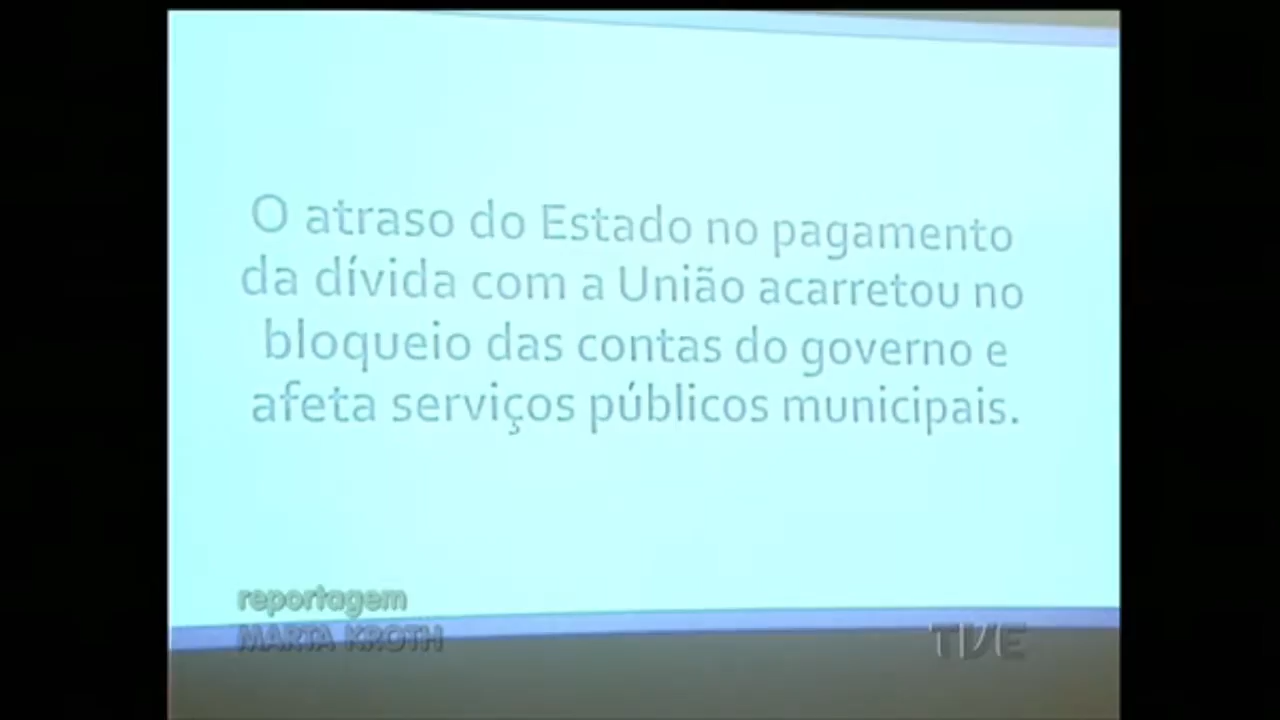 O atraso do Estado no pagamento
da dívida com a União acarretou no
bloqueio das contas do governo e
afeta serviços públicos municipais.
reportagem
MARTA KROTH
TVE